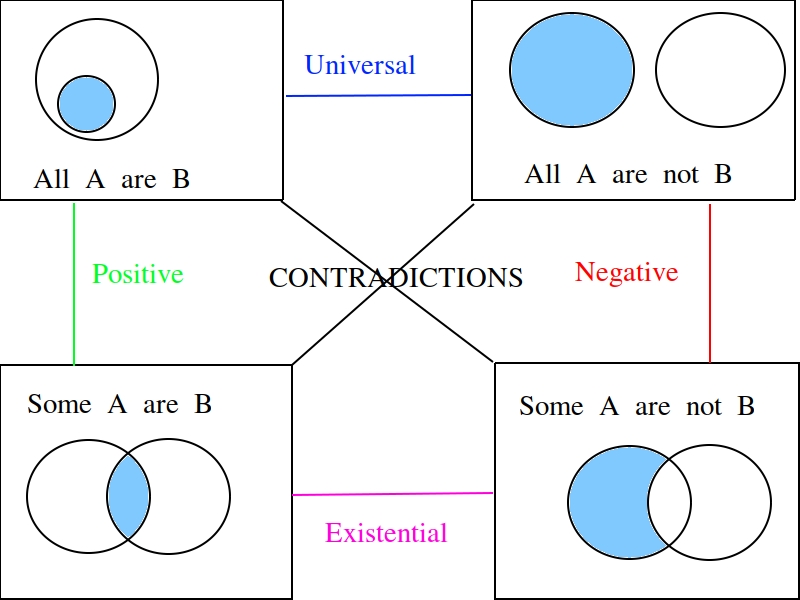 Universal
All A are B
All A are not B
Positive
CONTRADICTIONS
Negative
Some A are B
Some A are not B
Existential